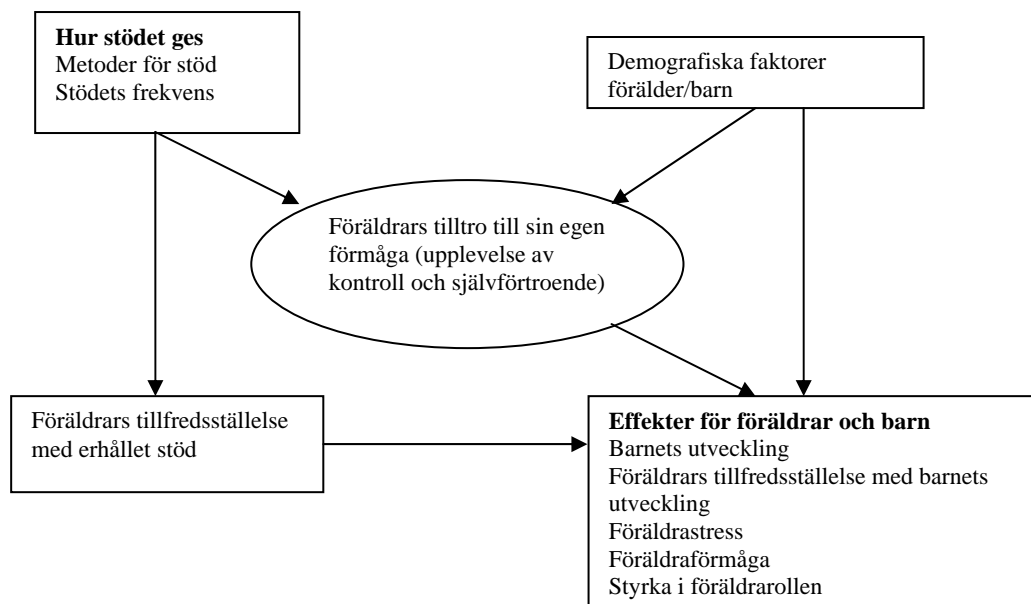 Hur stödet ges
Metoder för stöd
Stödets frekvens
Demografiska faktorer
förälder/barn
Föräldrars tilltro till sin egen
förmåga (upplevelse av
kontroll och självförtroende)
Föräldrars tillfredsställelse
med erhållet stöd
Effekter för föräldrar och barn
Barnets utveckling
Föräldrars tillfredsställelse med barnets
utveckling
Föräldrastress
Föräldraförmåga
Styrka i föräldrarollen